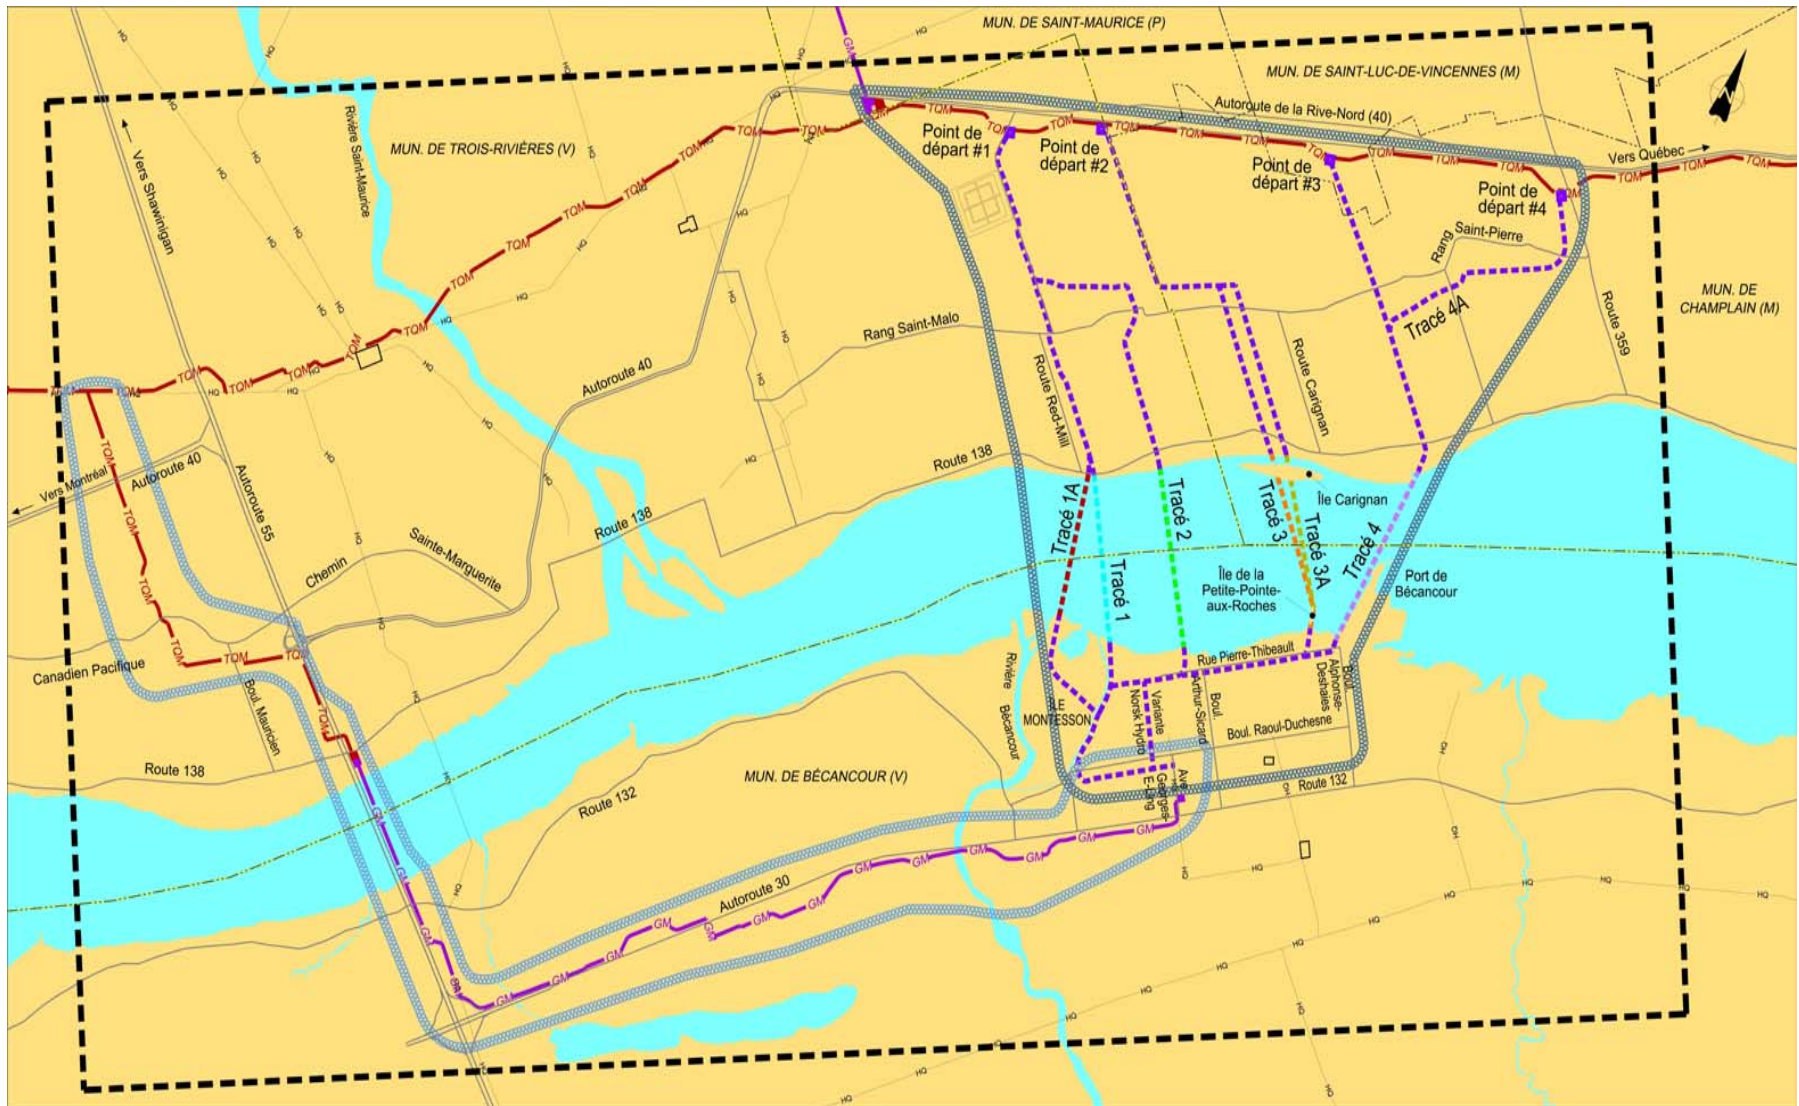 MUN. DE SAINT-MAURICE (P)
MUN. DE SAINT-LUC-DE-VINCENNES (M)
Autoroute de la Rive-Nord (40)
Vers Québec
MUN. DE TROIS-RIVIÈRES (V)
Rivière Saint-Maurice
Vers Shawinigan
GM
HQ
TQM
Point de
départ #1
Point de
départ #2
Point de
départ #3
Point de
départ #4
Rang
Saint-Pierre
MUN. DE
CHAMPLAIN (M)
Route 359
Tracé 4A
Rang Saint-Malo
Route Red-Mill
Route Carignan
Autoroute 40
Route 138
Vers Montréal
Autoroute 40
Autoroute 55
Route 138
Chemin
Sainte-Marguerite
Île Carignan
Tracé 1A
Tracé 1
Tracé 2
Tracé 3
Tracé 3A
Tracé 4
Île de la
Petite-Pointe-
aux-Roches
Port de
Bécancour
Canadien Pacifique
Boul. Mauricien
Route 138
Rue Pierre-Thibeault
Boul.
Alphonse-
Deshaies
Boul.
Arthur-Sicard
Variante
Norsk Hydro
Boul. Raoul-Duchesne
ÎLE
MONTESSON
Rivière
Bécancour
MUN. DE BÉCANCOUR (V)
Route 132
Ave
Georges-
E-Ling
Route 132
Autoroute 30